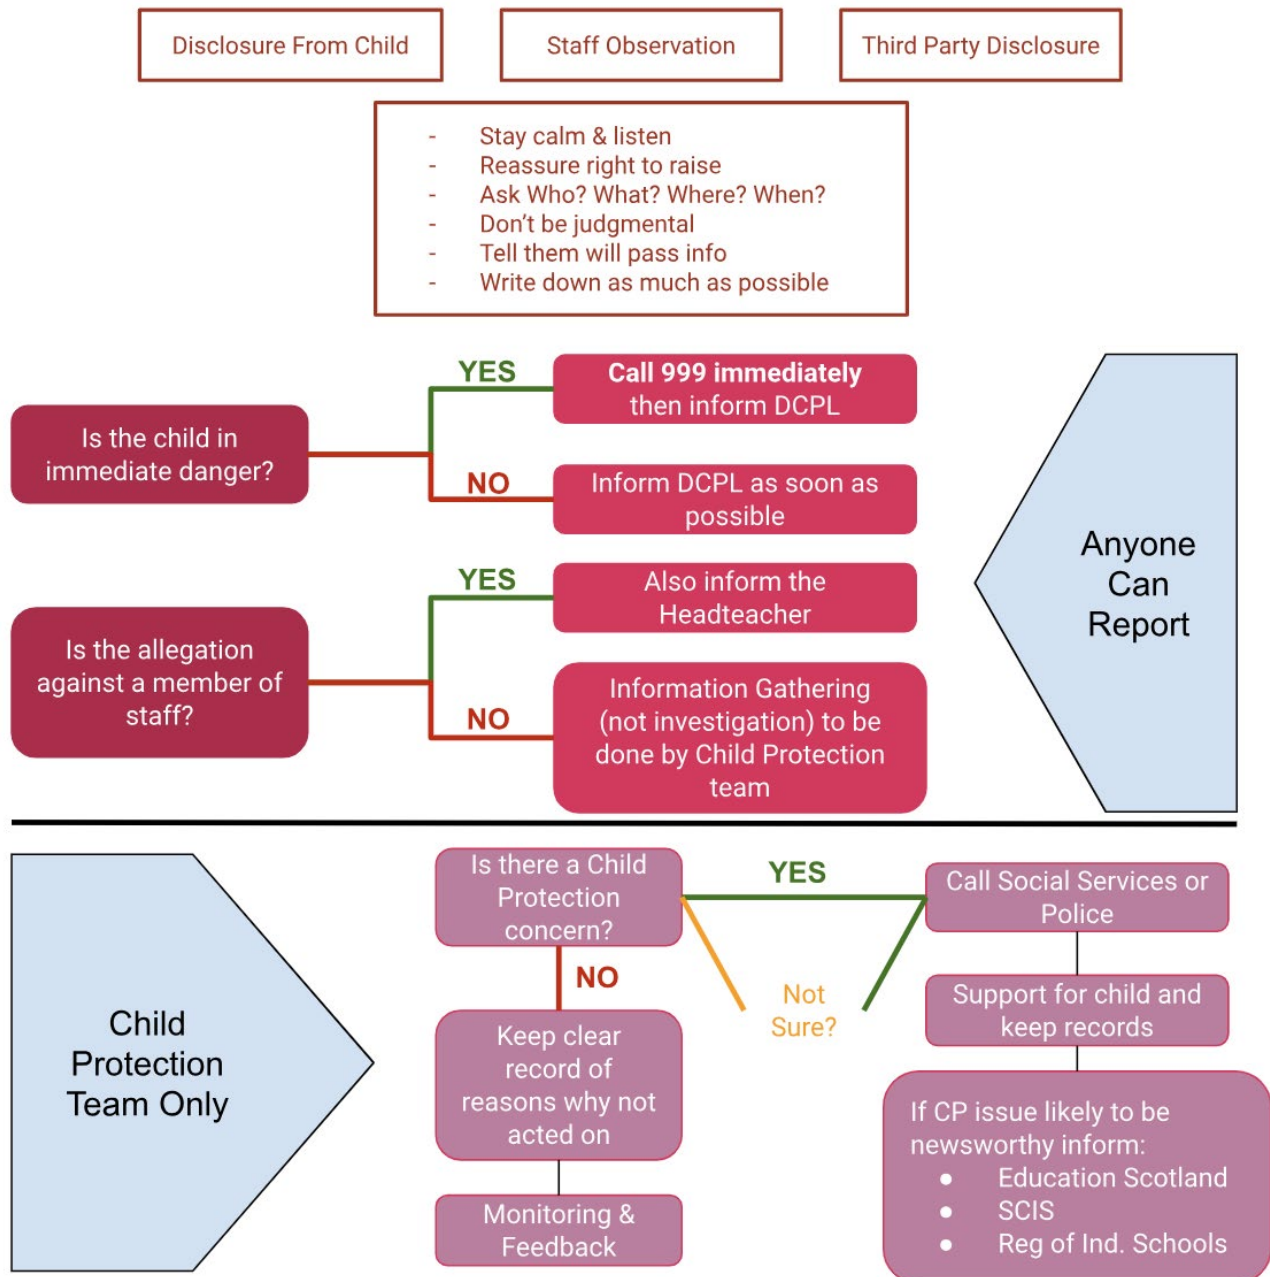 Disclosure From Child
Staff Observation
Third Party Disclosure
- Stay calm & listen
- Reassure right to raise
- Ask Who? What? Where? When?
- Don't be judgmental
- Tell them will pass info
- Write down as much as possible
Is the child in
immediate danger?
YES
Call 999 immediately
then inform DCPL
NO
Inform DCPL as soon as
possible
Is the allegation
against a member of
staff?
YES
Also inform the
Headteacher
NO
Information Gathering
(not investigation) to be
done by Child Protection
team
Anyone
Can
Report
Child
Protection
Team Only
Is there a Child
Protection
concern?
YES
Call Social Services or
Police
Not
Sure?
NO
Keep clear
record of
reasons why not
acted on
Monitoring &
Feedback
Support for child and
keep records
If CP issue likely to be
newsworthy inform:
● Education Scotland
● SCIS
● Reg of Ind. Schools